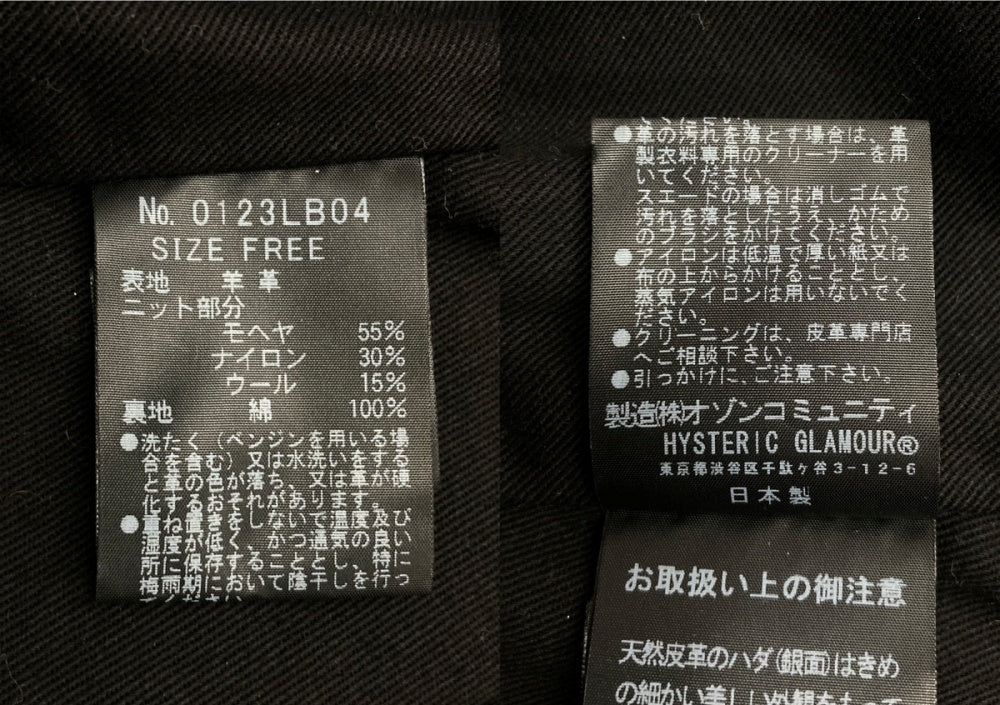 No. 0123LB04
SIZE FREE
表地 羊革
ニット部分
モヘヤ 55%
ナイロン 30%
ウール 15%
裏地 綿 100%
●洗たく(ベンジンを用いる場
合を含む)又は水洗いをする
と革の色が落ち、又は革が硬
化するおそれがあります。
●重ね置きをしないで温度及び
湿度が低く、かつ通気の良い
所に保存することとし、特に
梅雨期において陰干しを行っ
てください。
●革の汚れを落とす場合は、革
製衣料専用のクリーナーを用
いてください。
スエードの場合は消しゴムで
汚れを落としたうえ、かため
のブラシをかけてください。
●アイロンは低温で厚い紙又は
布の上からかけることとし、
蒸気アイロンは用いないでく
ださい。
●クリーニングは、皮革専門店
へご相談下さい。
●引っかけに、ご注意下さい。
製造(株)オゾンコミュニティ
HYSTERIC GLAMOUR®
東京都渋谷区千駄ヶ谷3-12-6
日本製
お取扱い上の御注意
天然皮革のハダ(銀面)はきめ
の細かい美しい外観をもって